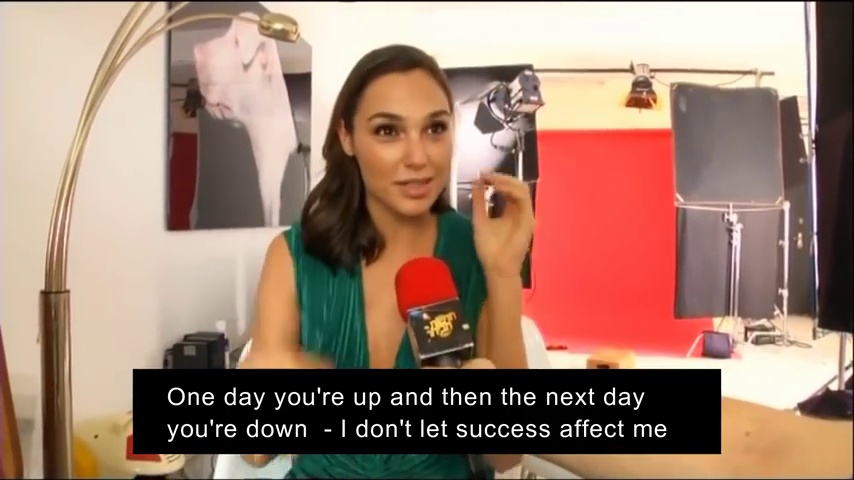 One day you're up and then the next day
you're down  - I don't let success affect me